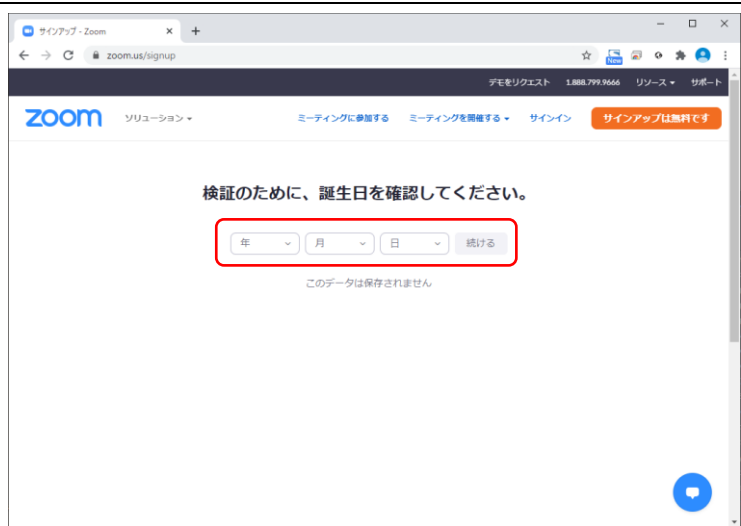 サインアップ - Zoom
zoom.us/signup
New
デモをリクエスト 1.888.799.9666 リソース サポート
zoom ソリューション ミーティングに参加する ミーティングを開催する サインイン サインアップは無料です
検証のために、誕生日を確認してください。
年 月 日 続ける
このデータは保存されません